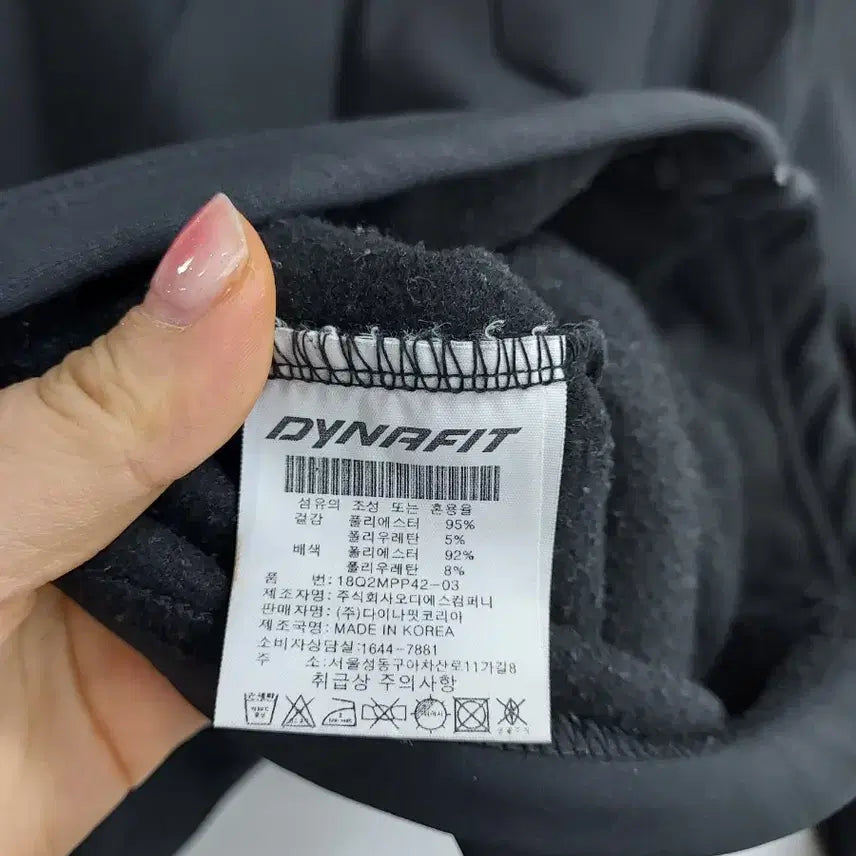 DYNAFIT
섬유의 조성 또는 혼용율
겉감 폴리에스터 95%
폴리우레탄 5%
배색 폴리에스터 92%
폴리우레탄 8%
품 번:18Q2MPP42-03
제조자명: 주식회사오디에스컴퍼니
판매자명: (주)다이나핏코리아
제조국명: MADE IN KOREA
소비자상담실:1644-7881
주 소:서울성동구아차산로11가길8
취급상 주의사항